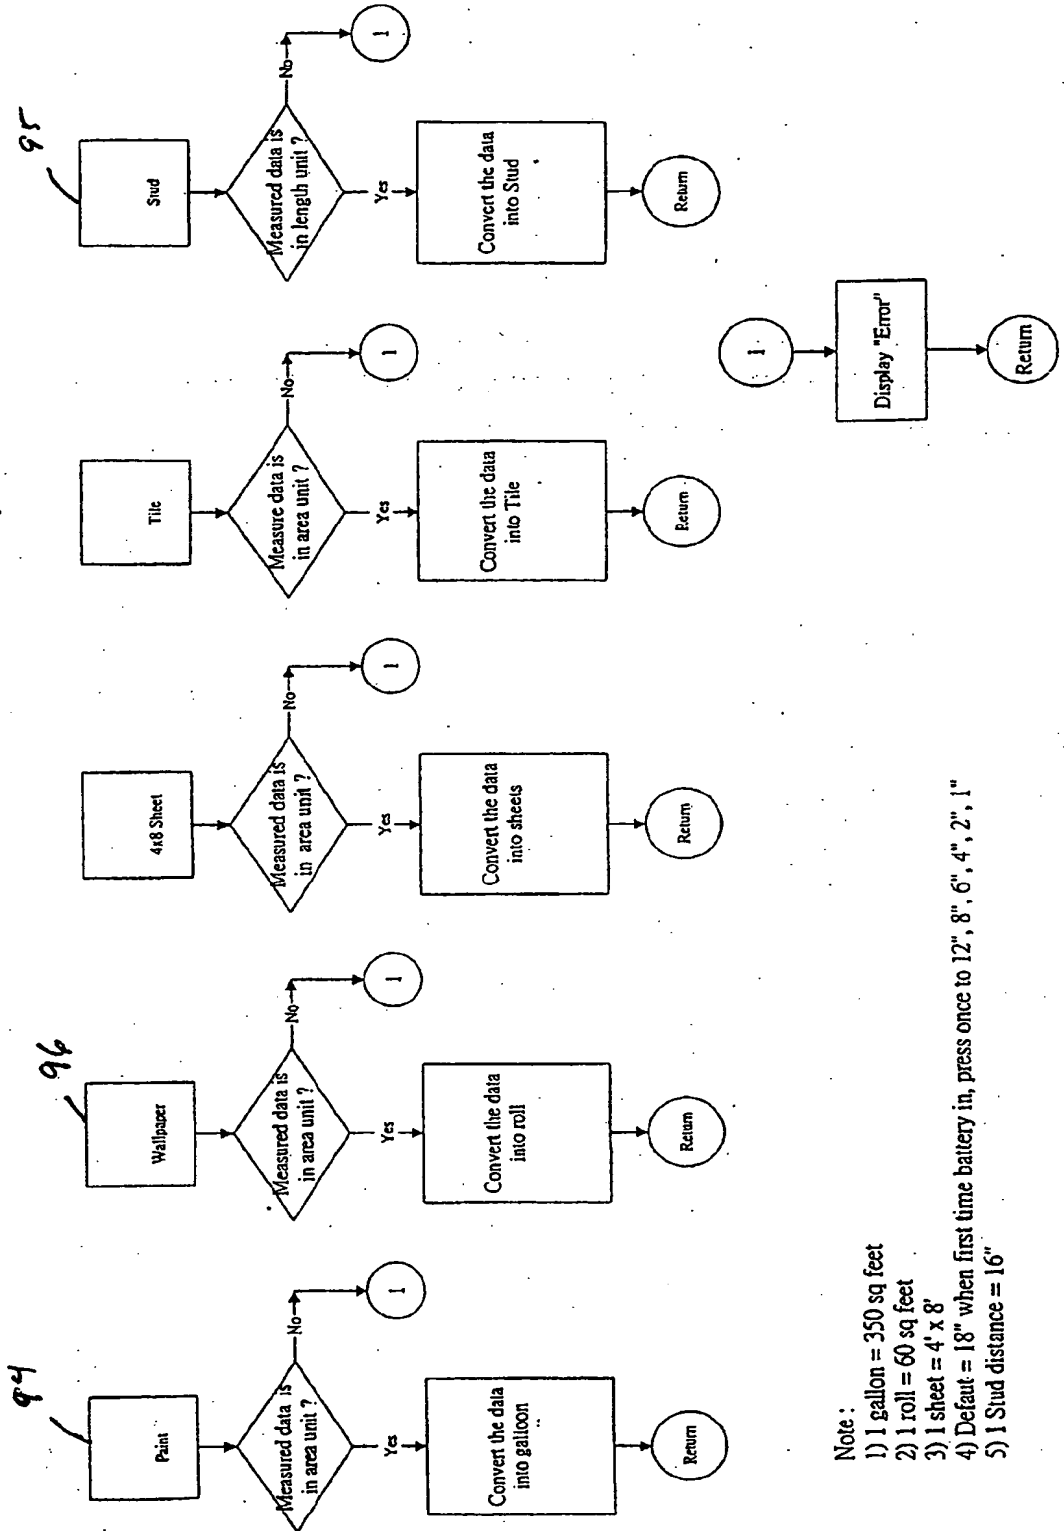 94
Paint
Measured data is
in area unit ?
No
1
Yes
Convert the data
into galloon
Return
96
Wallpaper
Measured data is
in area unit ?
No
1
Yes
Convert the data
into roll
Return
4x8 Sheet
Measured data is
in area unit ?
No
1
Yes
Convert the data
into sheets
Return
Tile
Measure data is
in area unit ?
No
1
Yes
Convert the data
into Tile
Return
95
Stud
Measured data is
in length unit ?
No
1
Yes
Convert the data
into Stud
Return
1
Display "Error"
Return
Note :
1) 1 gallon = 350 sq feet
2) 1 roll = 60 sq feet
3) 1 sheet = 4' x 8'
4) Defaut = 18" when first time battery in, press once to 12", 8", 6", 4", 2", 1"
5) 1 Stud distance = 16"